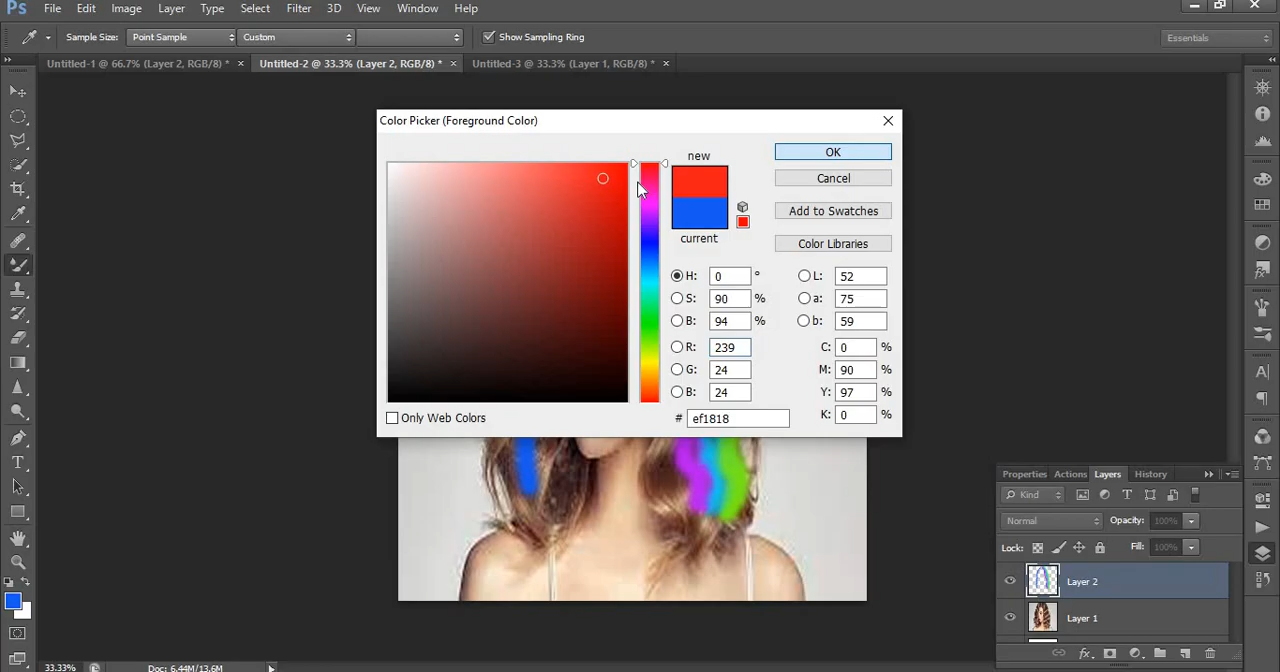 Ps File Edit Image Layer Type Select Filter 3D View Window Help
Sample Size: Point Sample Custom Show Sampling Ring Essentials
Untitled-1 @ 66.7% (Layer 2, RGB/8) * × Untitled-2 @ 33.3% (Layer 2, RGB/8) * × Untitled-3 @ 33.3% (Layer 1, RGB/8) * ×
Color Picker (Foreground Color)
new
current
OK
Cancel
Add to Swatches
Color Libraries
H: 0 ° L: 52
S: 90 % a: 75
B: 94 % b: 59
R: 239 C: 0 %
G: 24 M: 90 %
B: 24 Y: 97 %
# ef1818 K: 0 %
Only Web Colors
Properties Actions Layers History
Kind
Normal Opacity: 100%
Lock: Fill: 100%
Layer 2
Layer 1
33.33% Doc: 6.44M/13.6M